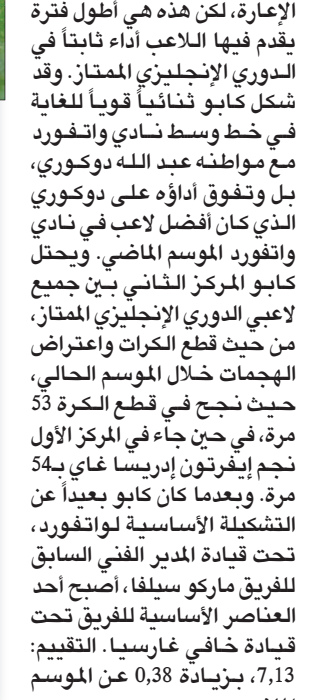 الإعارة، لكن هذه هي أطول فترة
يقدم فيها اللاعب أداء ثابتاً في
الدوري الإنجليزي الممتاز. وقد
شكل كابو ثنائياً قوياً للغاية
في خط وسط نادي واتفورد
مع مواطنه عبد الله دوكوري،
بل وتفوق أداؤه على دوكوري
الذي كان أفضل لاعب في نادي
واتفورد الموسم الماضي. ويحتل
كابو المركز الثاني بين جميع
لاعبي الدوري الإنجليزي الممتاز،
من حيث قطع الكرات واعتراض
الهجمات خلال الموسم الحالي،
حيث نجح في قطع الكرة 53
مرة، في حين جاء في المركز الأول
نجم إيفرتون إدريسا غاي بـ54
مرة. وبعدما كان كابو بعيداً عن
التشكيلة الأساسية لواتفورد،
تحت قيادة المدير الفني السابق
للفريق ماركو سيلفا، أصبح أحد
العناصر الأساسية للفريق تحت
قيادة خافي غارسيا. التقييم:
7,13، بزيادة 0,38 عن الموسم